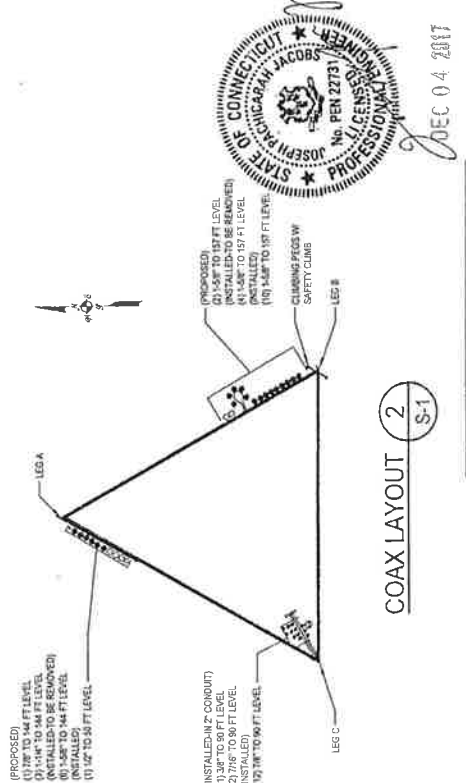 (PROPOSED)
(1) 7/8" TO 144 FT LEVEL
(3) 1-1/4" TO 144 FT LEVEL
(INSTALLED-TO BE REMOVED)
(6) 1-5/8" TO 144 FT LEVEL
(INSTALLED)
(1) 1/2" TO 50 FT LEVEL
LEG A
(PROPOSED)
(2) 1-5/8" TO 157 FT LEVEL
(INSTALLED-TO BE REMOVED)
(4) 1-5/8" TO 157 FT LEVEL
(INSTALLED)
(10) 1-5/8" TO 157 FT LEVEL
CLIMBING PEGS W/
SAFETY CLIMB
LEG B
INSTALLED-IN 2" CONDUIT)
1) 3/8" TO 90 FT LEVEL
2) 7/16" TO 90 FT LEVEL
INSTALLED)
12) 7/8" TO 90 FT LEVEL
LEG C
COAX LAYOUT 2
S-1
STATE OF CONNECTICUT
JOSEPH PACHICARAH JACOBS
No. PEN 22731
LICENSED
PROFESSIONAL ENGINEER
DEC 04 2017